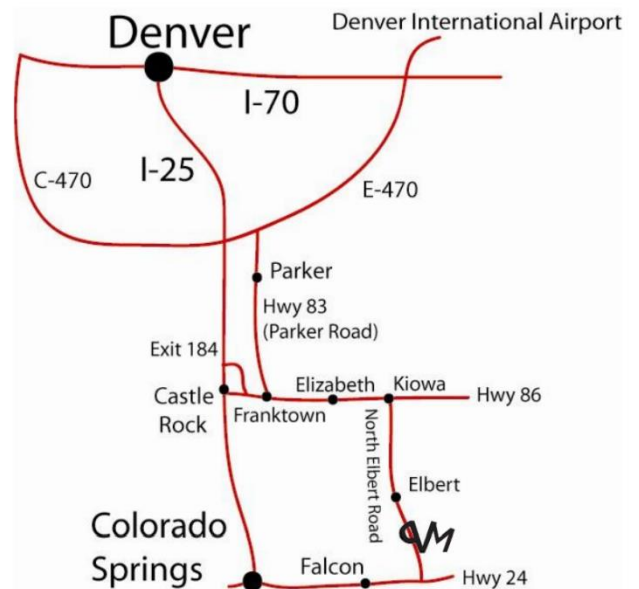 Denver International Airport
Denver
I-70
I-25
C-470
E-470
Parker
Hwy 83
(Parker Road)
Exit 184
Elizabeth
Kiowa
Hwy 86
Castle
Rock
Franktown
North Elbert Road
Elbert
Colorado
Springs
Falcon
Hwy 24